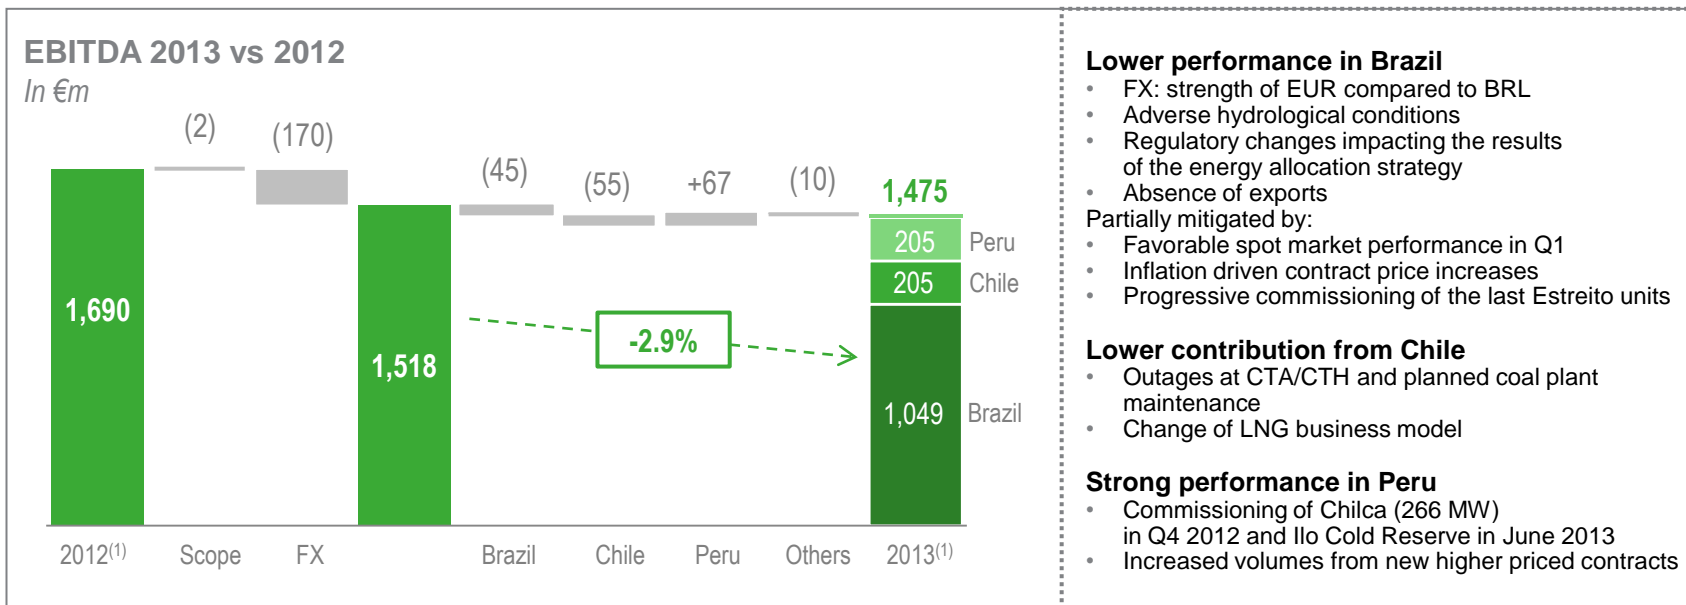 EBITDA 2013 vs 2012
In €m
(2)
(170)
(45)
(55)
+67
(10)
1,475
205
Peru
205
Chile
1,690
-2.9%
1,518
1,049
Brazil
2012(1)
Scope
FX
Brazil
Chile
Peru
Others
2013(1)
Lower performance in Brazil
• FX: strength of EUR compared to BRL
• Adverse hydrological conditions
• Regulatory changes impacting the results
of the energy allocation strategy
• Absence of exports
Partially mitigated by:
• Favorable spot market performance in Q1
• Inflation driven contract price increases
• Progressive commissioning of the last Estreito units
Lower contribution from Chile
• Outages at CTA/CTH and planned coal plant
maintenance
• Change of LNG business model
Strong performance in Peru
• Commissioning of Chilca (266 MW)
in Q4 2012 and Ilo Cold Reserve in June 2013
• Increased volumes from new higher priced contracts